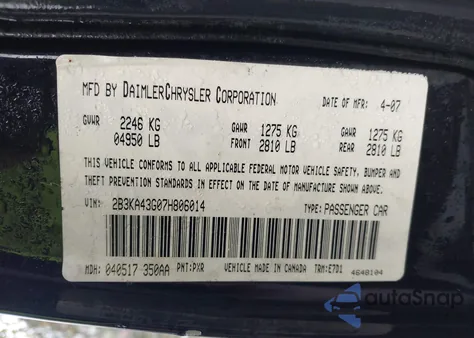 MFD BY DAIMLERCHRYSLER CORPORATION DATE OF MFR 4-07
GVWR 2246 KG GAWR 1275 KG GAWR 1275 KG
04950 LB FRONT 2810 LB REAR 2810 LB
THIS VEHICLE CONFORMS TO ALL APPLICABLE FEDERAL MOTOR VEHICLE SAFETY, BUMPER AND
THEFT PREVENTION STANDARDS IN EFFECT ON THE DATE OF MANUFACTURE SHOWN ABOVE.
VIN: 2B3KA43G07H806014 TYPE: PASSENGER CAR
MDH: 040517 350AA PNT: PXR VEHICLE MADE IN CANADA TRM: E7D1 4648104
autoSnap